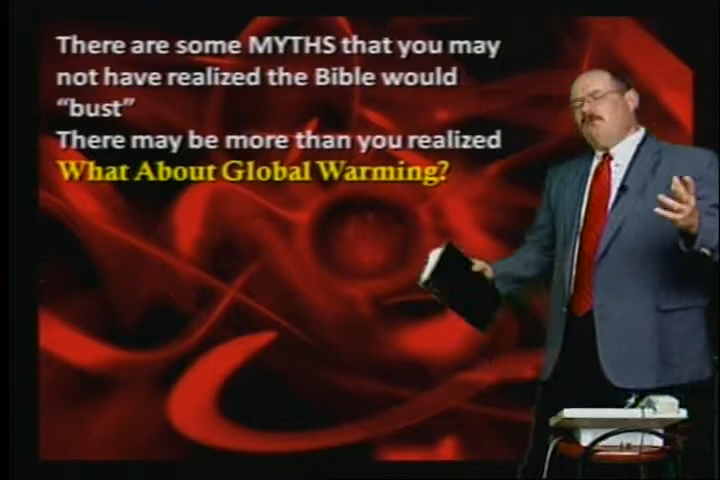 There are some MYTHS that you may
not have realized the Bible would
“bust”
There may be more than you realized
What About Global Warming?